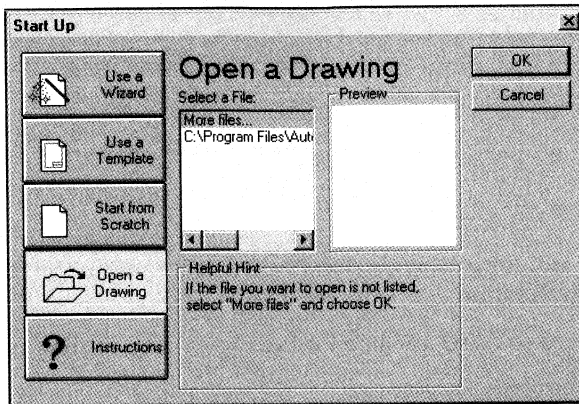 Start Up
Use a
Wizard
Use a
Template
Start from
Scratch
Open a
Drawing
Instructions
Open a Drawing
Select a File:
More files...
C:\Program Files\Aut
Preview
Helpful Hint
If the file you want to open is not listed,
select "More files" and choose OK.
OK
Cancel